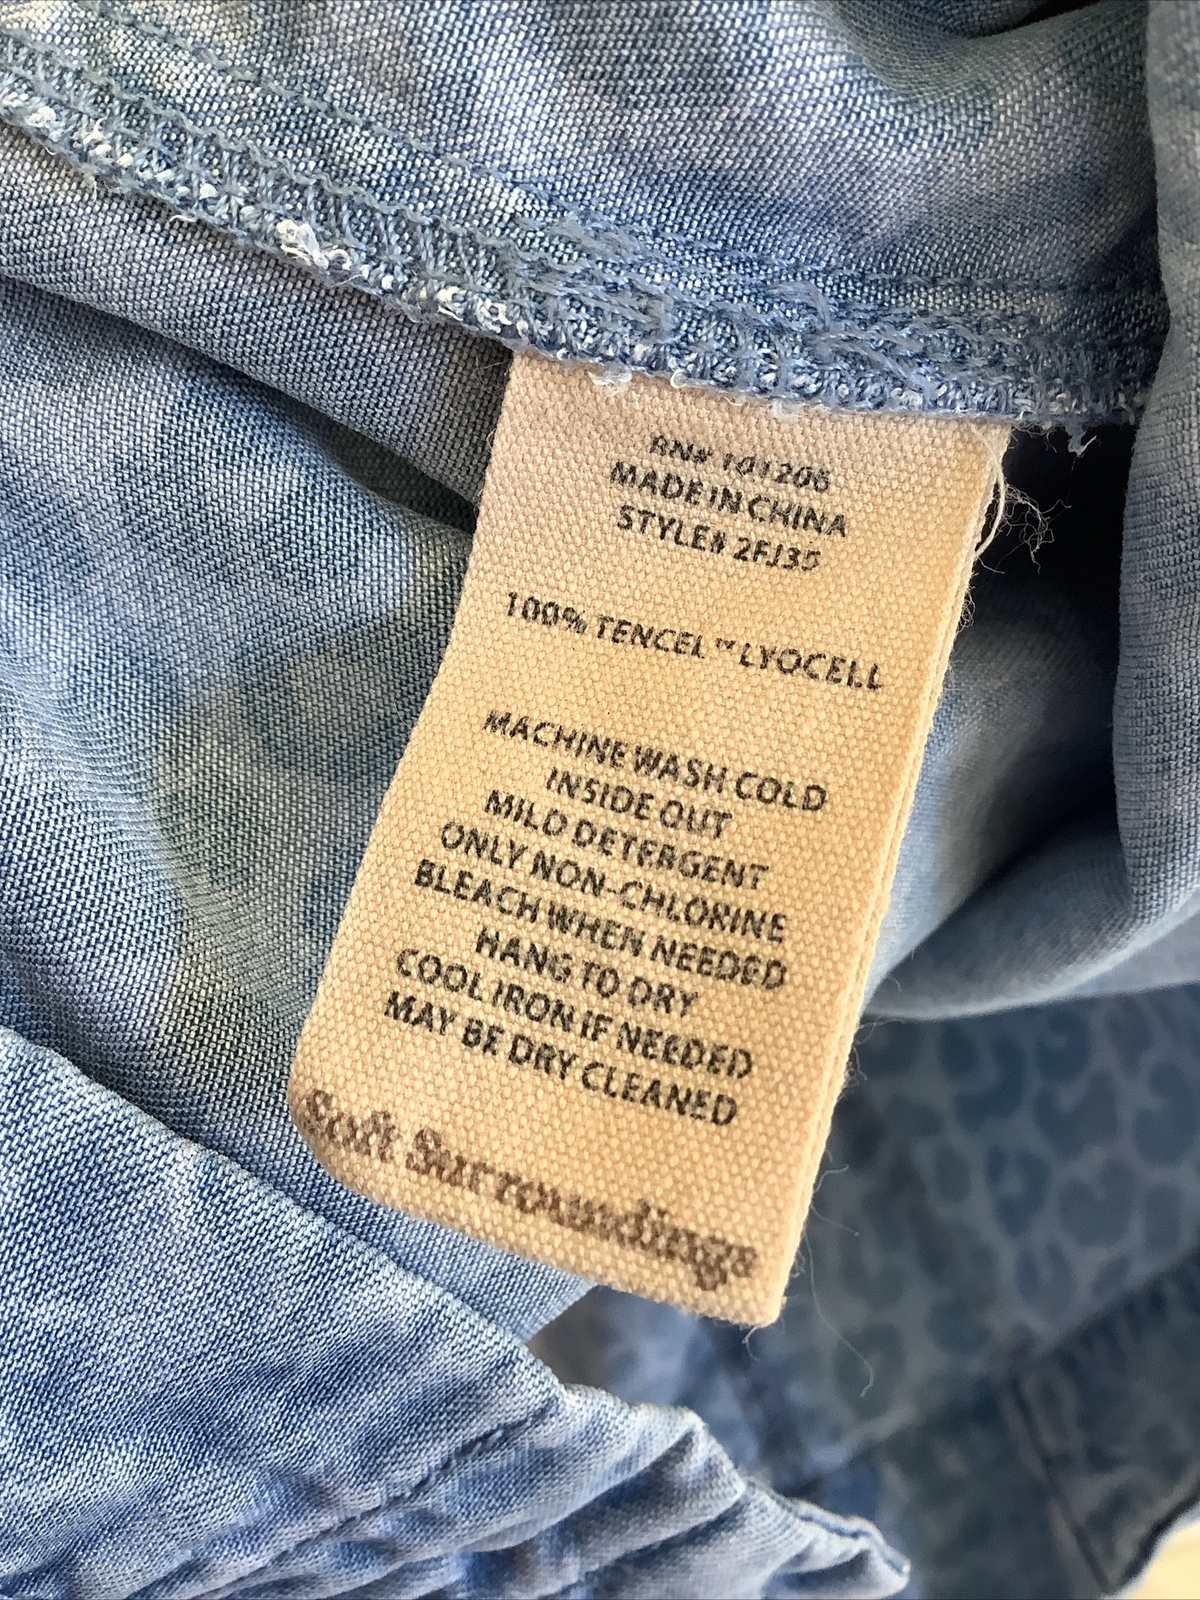 RN# 101206
MADE IN CHINA
STYLE# 2FJ35
100% TENCEL™ LYOCELL
MACHINE WASH COLD
INSIDE OUT
MILD DETERGENT
ONLY NON-CHLORINE
BLEACH WHEN NEEDED
HANG TO DRY
COOL IRON IF NEEDED
MAY BE DRY CLEANED
Soft Surroundings